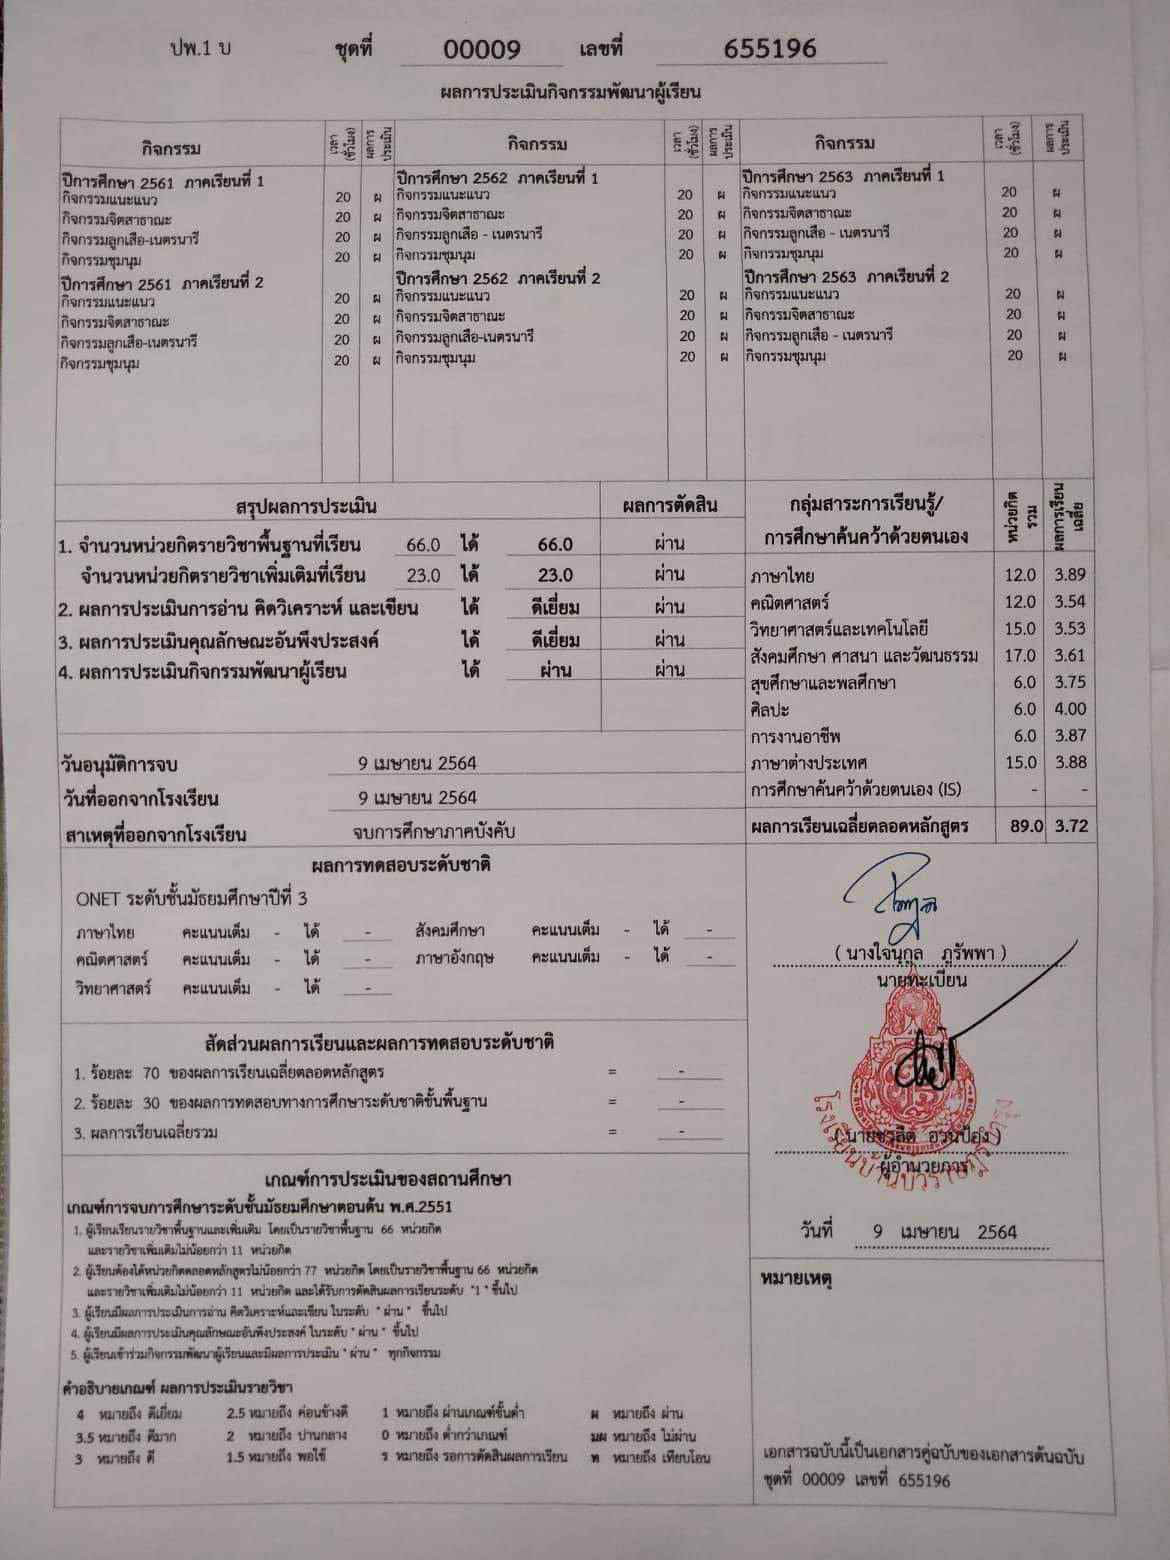 ปพ.1 บ ชุดที่ 00009 เลขที่ 655196
ผลการประเมินกิจกรรมพัฒนาผู้เรียน
กิจกรรม เวลา (ชั่วโมง) ผลการประเมิน กิจกรรม เวลา (ชั่วโมง) ผลการประเมิน กิจกรรม เวลา (ชั่วโมง) ผลการประเมิน
ปีการศึกษา 2561 ภาคเรียนที่ 1 ปีการศึกษา 2562 ภาคเรียนที่ 1 ปีการศึกษา 2563 ภาคเรียนที่ 1
กิจกรรมแนะแนว 20 ผ กิจกรรมแนะแนว 20 ผ กิจกรรมแนะแนว 20 ผ
กิจกรรมจิตสาธาณะ 20 ผ กิจกรรมจิตสาธาณะ 20 ผ กิจกรรมจิตสาธาณะ 20 ผ
กิจกรรมลูกเสือ-เนตรนารี 20 ผ กิจกรรมลูกเสือ - เนตรนารี 20 ผ กิจกรรมลูกเสือ - เนตรนารี 20 ผ
กิจกรรมชุมนุม 20 ผ กิจกรรมชุมนุม 20 ผ กิจกรรมชุมนุม 20 ผ
ปีการศึกษา 2561 ภาคเรียนที่ 2 ปีการศึกษา 2562 ภาคเรียนที่ 2 ปีการศึกษา 2563 ภาคเรียนที่ 2
กิจกรรมแนะแนว 20 ผ กิจกรรมแนะแนว 20 ผ กิจกรรมแนะแนว 20 ผ
กิจกรรมจิตสาธาณะ 20 ผ กิจกรรมจิตสาธาณะ 20 ผ กิจกรรมจิตสาธาณะ 20 ผ
กิจกรรมลูกเสือ-เนตรนารี 20 ผ กิจกรรมลูกเสือ-เนตรนารี 20 ผ กิจกรรมลูกเสือ - เนตรนารี 20 ผ
กิจกรรมชุมนุม 20 ผ กิจกรรมชุมนุม 20 ผ กิจกรรมชุมนุม 20 ผ
สรุปผลการประเมิน ผลการตัดสิน
1. จำนวนหน่วยกิตรายวิชาพื้นฐานที่เรียน 66.0 ได้ 66.0 ผ่าน
จำนวนหน่วยกิตรายวิชาเพิ่มเติมที่เรียน 23.0 ได้ 23.0 ผ่าน
2. ผลการประเมินการอ่าน คิดวิเคราะห์ และเขียน ได้ ดีเยี่ยม ผ่าน
3. ผลการประเมินคุณลักษณะอันพึงประสงค์ ได้ ดีเยี่ยม ผ่าน
4. ผลการประเมินกิจกรรมพัฒนาผู้เรียน ได้ ผ่าน ผ่าน
วันอนุมัติการจบ 9 เมษายน 2564
วันที่ออกจากโรงเรียน 9 เมษายน 2564
สาเหตุที่ออกจากโรงเรียน จบการศึกษาภาคบังคับ
กลุ่มสาระการเรียนรู้/ หน่วยกิตรวม ผลการเรียนเฉลี่ย
การศึกษาค้นคว้าด้วยตนเอง
ภาษาไทย 12.0 3.89
คณิตศาสตร์ 12.0 3.54
วิทยาศาสตร์และเทคโนโลยี 15.0 3.53
สังคมศึกษา ศาสนา และวัฒนธรรม 17.0 3.61
สุขศึกษาและพลศึกษา 6.0 3.75
ศิลปะ 6.0 4.00
การงานอาชีพ 6.0 3.87
ภาษาต่างประเทศ 15.0 3.88
การศึกษาค้นคว้าด้วยตนเอง (IS) - -
ผลการเรียนเฉลี่ยตลอดหลักสูตร 89.0 3.72
ผลการทดสอบระดับชาติ
ONET ระดับชั้นมัธยมศึกษาปีที่ 3
ภาษาไทย คะแนนเต็ม - ได้ - สังคมศึกษา คะแนนเต็ม - ได้ -
คณิตศาสตร์ คะแนนเต็ม - ได้ - ภาษาอังกฤษ คะแนนเต็ม - ได้ -
วิทยาศาสตร์ คะแนนเต็ม - ได้ -
สัดส่วนผลการเรียนและผลการทดสอบระดับชาติ
1. ร้อยละ 70 ของผลการเรียนเฉลี่ยตลอดหลักสูตร = -
2. ร้อยละ 30 ของผลการทดสอบทางการศึกษาระดับชาติขั้นพื้นฐาน = -
3. ผลการเรียนเฉลี่ยรวม = -
เกณฑ์การประเมินของสถานศึกษา
เกณฑ์การจบการศึกษาระดับชั้นมัธยมศึกษาตอนต้น พ.ศ.2551
1. ผู้เรียนเรียนรายวิชาพื้นฐานและเพิ่มเติม โดยเป็นรายวิชาพื้นฐาน 66 หน่วยกิต
และรายวิชาเพิ่มเติมไม่น้อยกว่า 11 หน่วยกิต
2. ผู้เรียนต้องได้หน่วยกิตตลอดหลักสูตรไม่น้อยกว่า 77 หน่วยกิต โดยเป็นรายวิชาพื้นฐาน 66 หน่วยกิต
และรายวิชาเพิ่มเติมไม่น้อยกว่า 11 หน่วยกิต และได้รับการตัดสินผลการเรียนระดับ "1" ขึ้นไป
3. ผู้เรียนมีผลการประเมินการอ่าน คิดวิเคราะห์และเขียน ในระดับ " ผ่าน " ขึ้นไป
4. ผู้เรียนมีผลการประเมินคุณลักษณะอันพึงประสงค์ ในระดับ " ผ่าน " ขึ้นไป
5. ผู้เรียนเข้าร่วมกิจกรรมพัฒนาผู้เรียนและมีผลการประเมิน " ผ่าน " ทุกกิจกรรม
คำอธิบายเกณฑ์ ผลการประเมินรายวิชา
4 หมายถึง ดีเยี่ยม 2.5 หมายถึง ค่อนข้างดี 1 หมายถึง ผ่านเกณฑ์ขั้นต่ำ ผ หมายถึง ผ่าน
3.5 หมายถึง ดีมาก 2 หมายถึง ปานกลาง 0 หมายถึง ต่ำกว่าเกณฑ์ มผ หมายถึง ไม่ผ่าน
3 หมายถึง ดี 1.5 หมายถึง พอใช้ ร หมายถึง รอการตัดสินผลการเรียน ท หมายถึง เทียบโอน
( นางใจนุกูล ภูรัพพา )
นายทะเบียน
ผู้อำนวยการ
วันที่ 9 เมษายน 2564
หมายเหตุ
เอกสารฉบับนี้เป็นเอกสารคู่ฉบับของเอกสารต้นฉบับ
ชุดที่ 00009 เลขที่ 655196